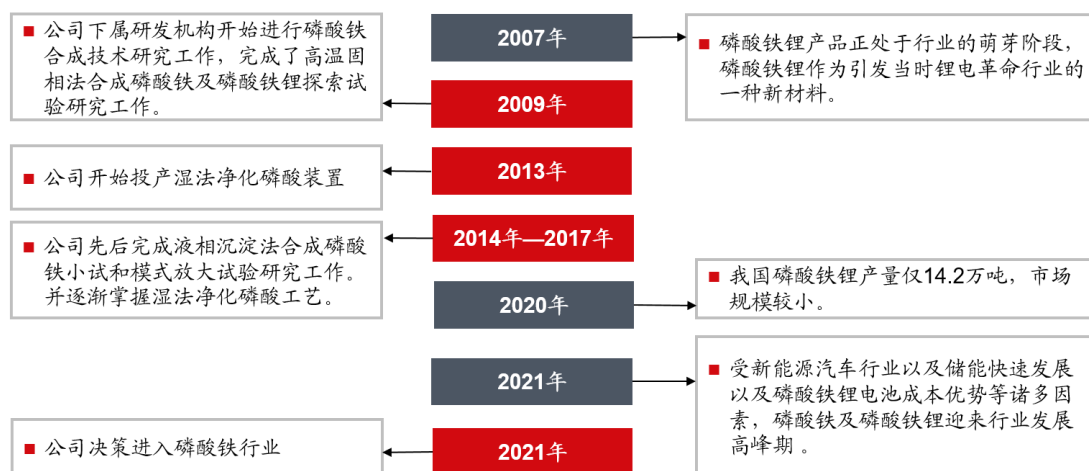 2007年
磷酸铁锂产品正处于行业的萌芽阶段，
磷酸铁锂作为引发当时锂电革命行业的
一种新材料。
公司下属研发机构开始进行磷酸铁
合成技术研究工作，完成了高温固
相法合成磷酸铁及磷酸铁锂探索试
验研究工作。
2009年
公司开始投产湿法净化磷酸装置
2013年
公司先后完成液相沉淀法合成磷酸
铁小试和模式放大试验研究工作。
并逐渐掌握湿法净化磷酸工艺。
2014年—2017年
2020年
我国磷酸铁锂产量仅14.2万吨，市场
规模较小。
2021年
受新能源汽车行业以及储能快速发展
以及磷酸铁锂电池成本优势等诸多因
素，磷酸铁及磷酸铁锂迎来行业发展
高峰期。
公司决策进入磷酸铁行业
2021年